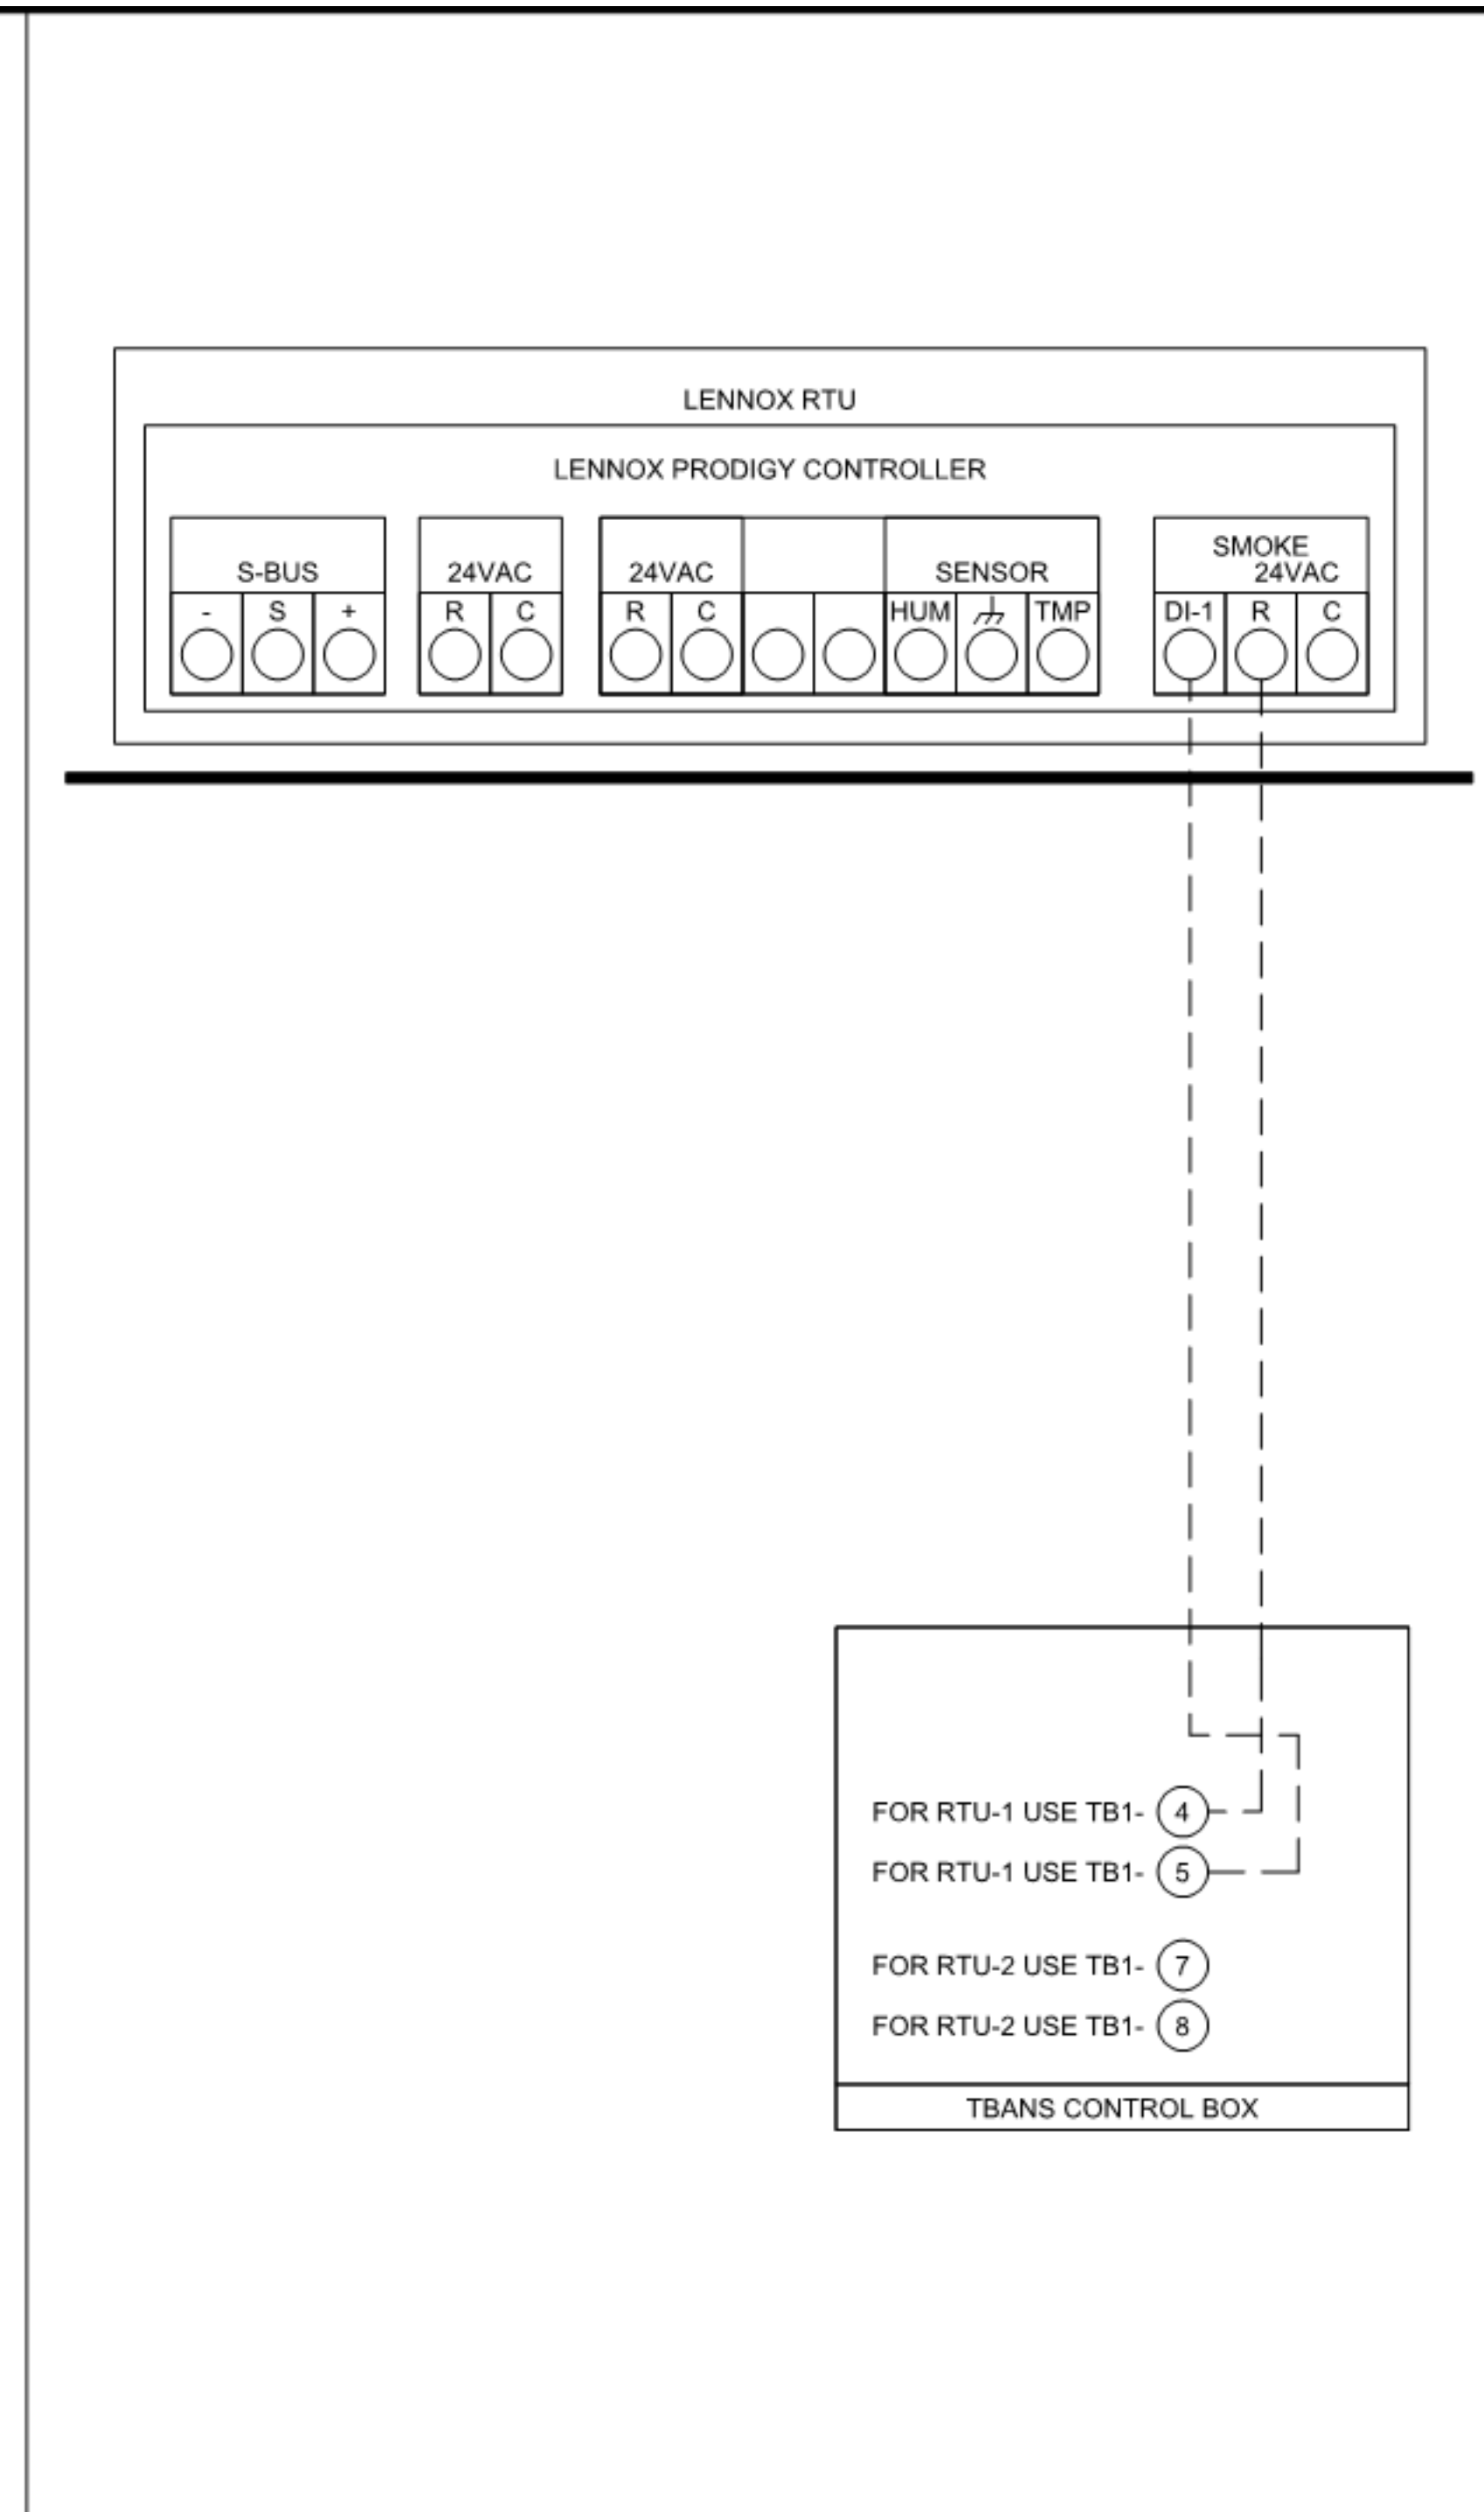 LENNOX RTU
LENNOX PRODIGY CONTROLLER
S-BUS 24VAC 24VAC SENSOR SMOKE 24VAC
- S + R C R C HUM TMP DI-1 R C
FOR RTU-1 USE TB1- 4
FOR RTU-1 USE TB1- 5
FOR RTU-2 USE TB1- 7
FOR RTU-2 USE TB1- 8
TBANS CONTROL BOX